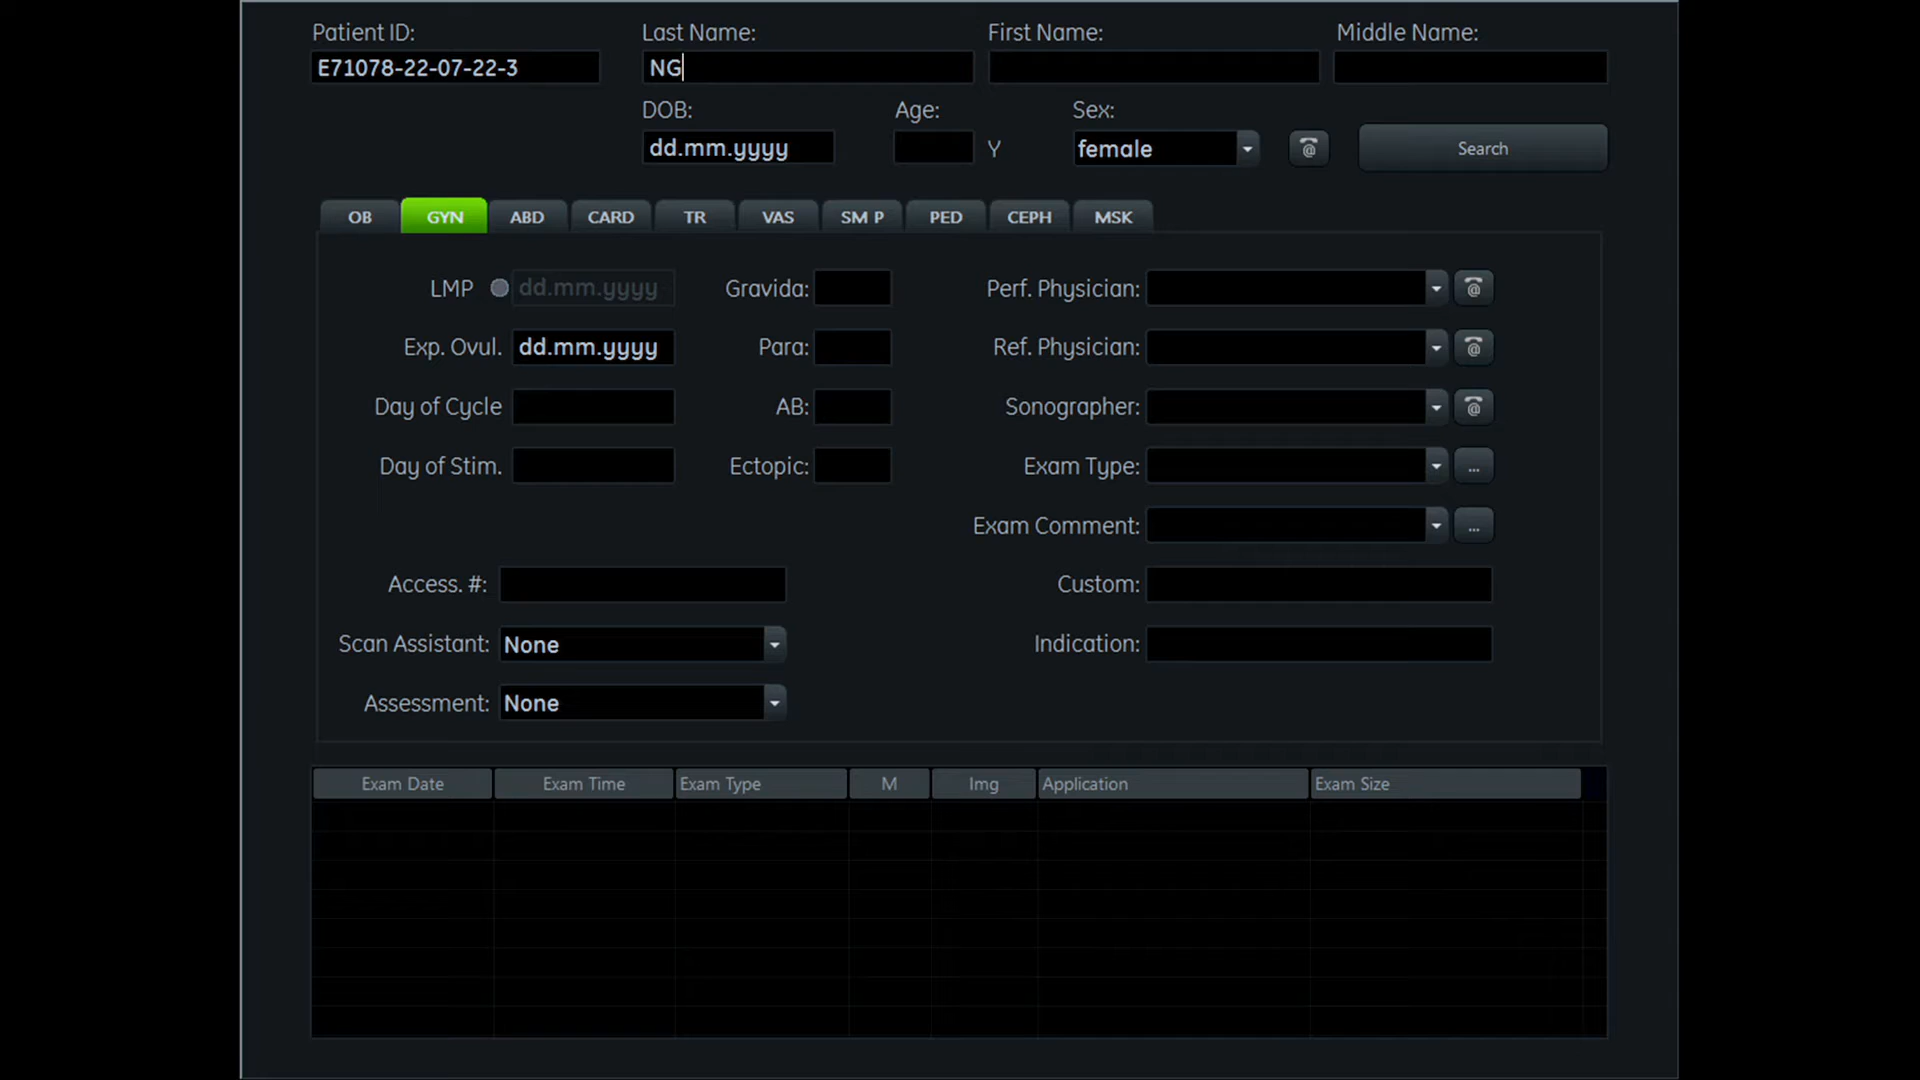 Patient ID: Last Name: First Name: Middle Name:
E71078-22-07-22-3 NG
DOB: Age: Sex:
dd.mm.yyyy Y female Search
OB GYN ABD CARD TR VAS SM P PED CEPH MSK
LMP dd.mm.yyyy Gravida: Perf. Physician:
Exp. Ovul. dd.mm.yyyy Para: Ref. Physician:
Day of Cycle AB: Sonographer:
Day of Stim. Ectopic: Exam Type: ...
Exam Comment: ...
Access. #: Custom:
Scan Assistant: None Indication:
Assessment: None
Exam Date Exam Time Exam Type M Img Application Exam Size